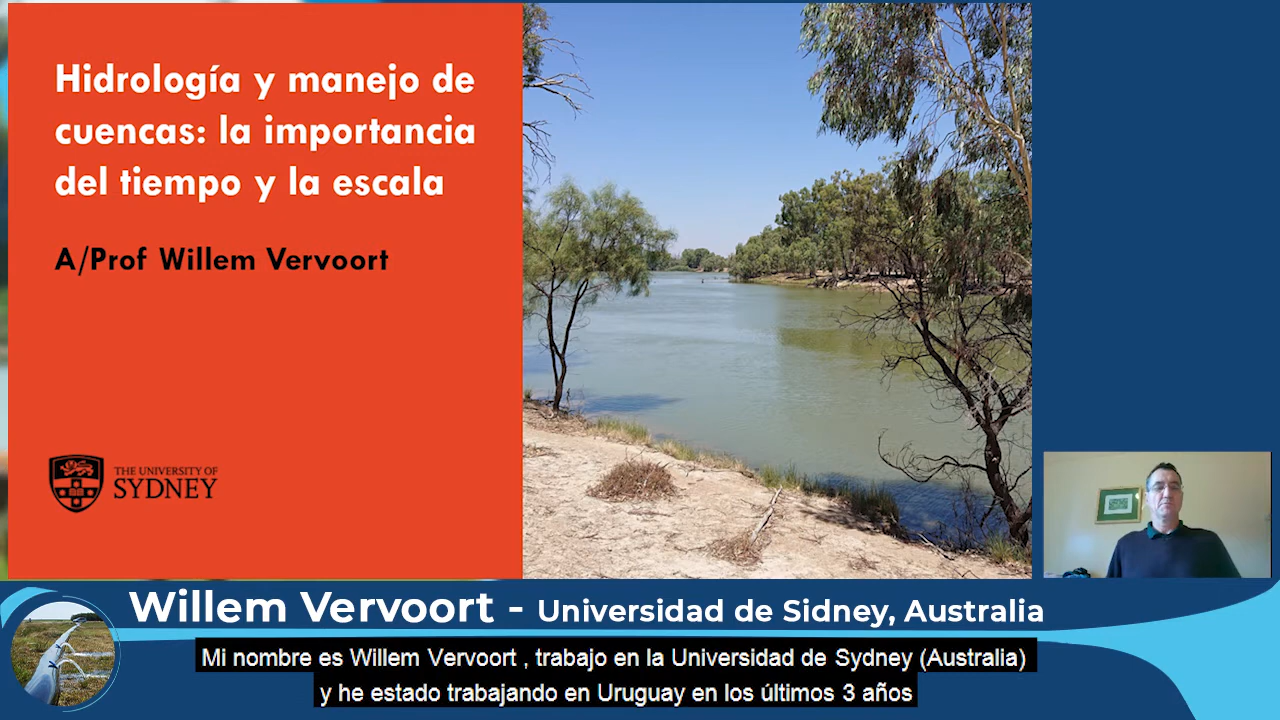 Hidrología y manejo de
cuencas: la importancia
del tiempo y la escala
A/Prof Willem Vervoort
THE UNIVERSITY OF
SYDNEY
Willem Vervoort - Universidad de Sidney, Australia
Mi nombre es Willem Vervoort , trabajo en la Universidad de Sydney (Australia)
y he estado trabajando en Uruguay en los últimos 3 años